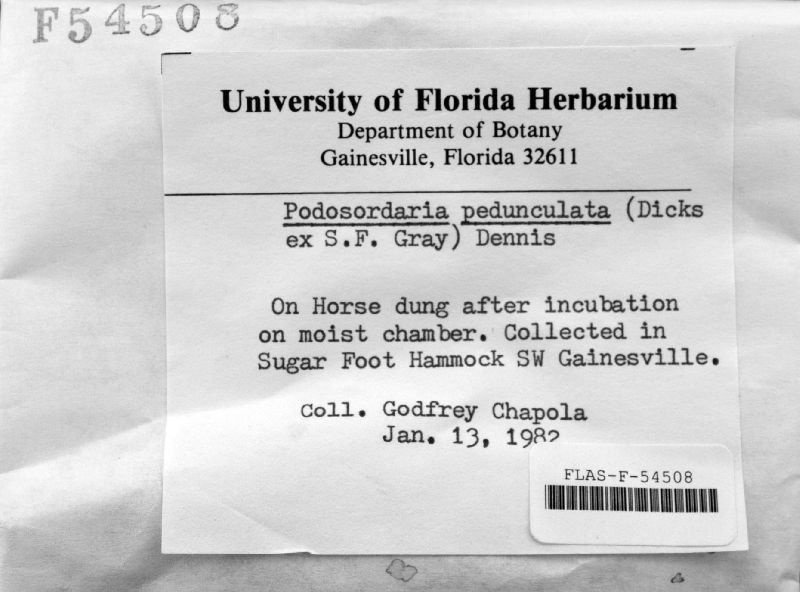 F54508
University of Florida Herbarium
Department of Botany
Gainesville, Florida 32611
Podosordaria pedunculata (Dicks
ex S.F. Gray) Dennis
On Horse dung after incubation
on moist chamber. Collected in
Sugar Foot Hammock SW Gainesville.
Coll. Godfrey Chapola
Jan. 13, 1982
FLAS-F-54508